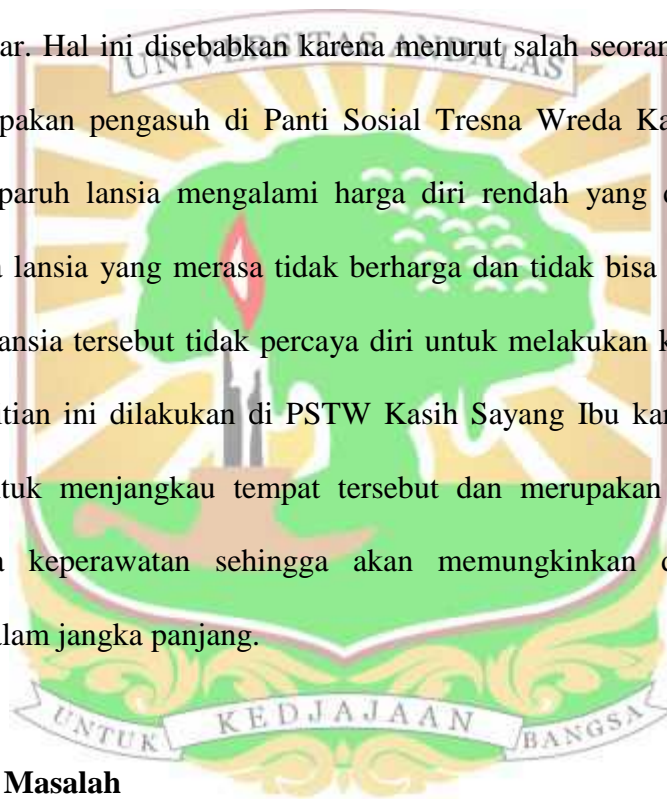 ar. Hal ini disebabkan karena menurut salah seoran
UNIVERSITAS ANDALAS
pakan pengasuh di Panti Sosial Tresna Wreda Ka
paruh lansia mengalami harga diri rendah yang
lansia yang merasa tidak berharga dan tidak bisa
ansia tersebut tidak percaya diri untuk melakukan k
tian ini dilakukan di PSTW Kasih Sayang Ibu kar
tuk menjangkau tempat tersebut dan merupakan
keperawatan sehingga akan memungkinkan d
alam jangka panjang.
UNTUK KEDJAJAAN BANGSA
Masalah